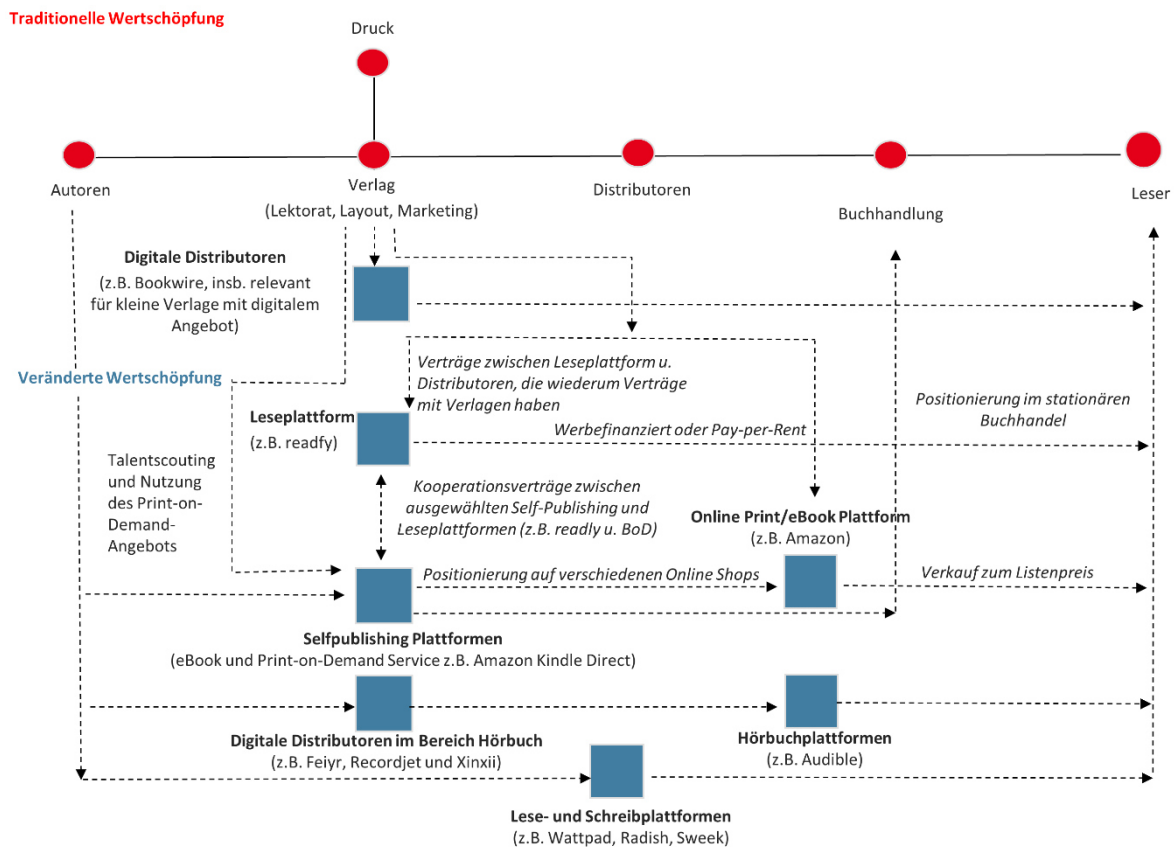 Traditionelle Wertschöpfung
Druck
Autoren
Verlag
(Lektorat, Layout, Marketing)
Distributoren
Buchhandlung
Leser
Digitale Distributoren
(z.B. Bookwire, insb. relevant
für kleine Verlage mit digitalem
Angebot)
Veränderte Wertschöpfung
Verträge zwischen Leseplattform u.
Distributoren, die wiederum Verträge
mit Verlagen haben
Positionierung im stationären
Buchhandel
Leseplattform
(z.B. readfy)
Werbefinanziert oder Pay-per-Rent
Talentscouting
und Nutzung
des Print-on-
Demand-
Angebots
Kooperationsverträge zwischen
ausgewählten Self-Publishing und
Leseplattformen (z.B. readly u. BoD)
Online Print/eBook Plattform
(z.B. Amazon)
Positionierung auf verschiedenen Online Shops
Verkauf zum Listenpreis
Selfpublishing Plattformen
(eBook und Print-on-Demand Service z.B. Amazon Kindle Direct)
Digitale Distributoren im Bereich Hörbuch
(z.B. Feiyr, Recordjet und Xinxii)
Hörbuchplattformen
(z.B. Audible)
Lese- und Schreibplattformen
(z.B. Wattpad, Radish, Sweek)